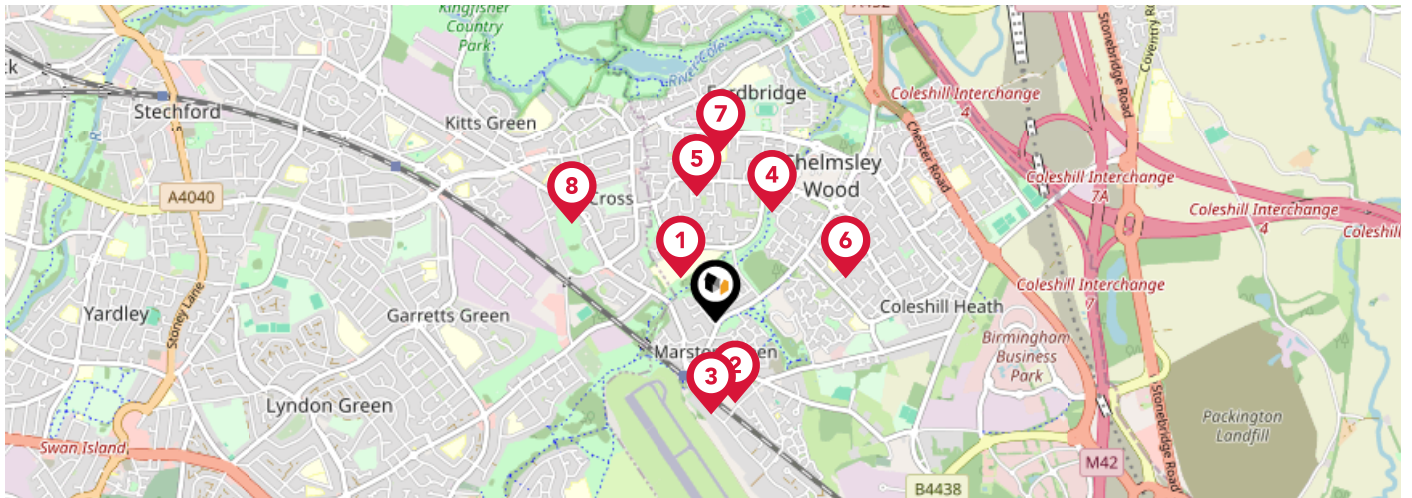 Kingfisher
Country
Park
Stonebridge Road
River Cole
7
Coleshill Interchange
4
Stechford
Kitts Green
Chester Road
5
4
Chelmsley
Wood
8
Cross
A4040
Coleshill Interchange
7A
Coleshill Interchange
4
1
6
Coleshill
Coleshill Interchange
7
Stoney Lane
Yardley
Garretts Green
Coleshill Heath
Birmingham
Business
Park
2
3
Lyndon Green
Stonebridge Road
Packington
Landfill
Swan Island
M42
B4438